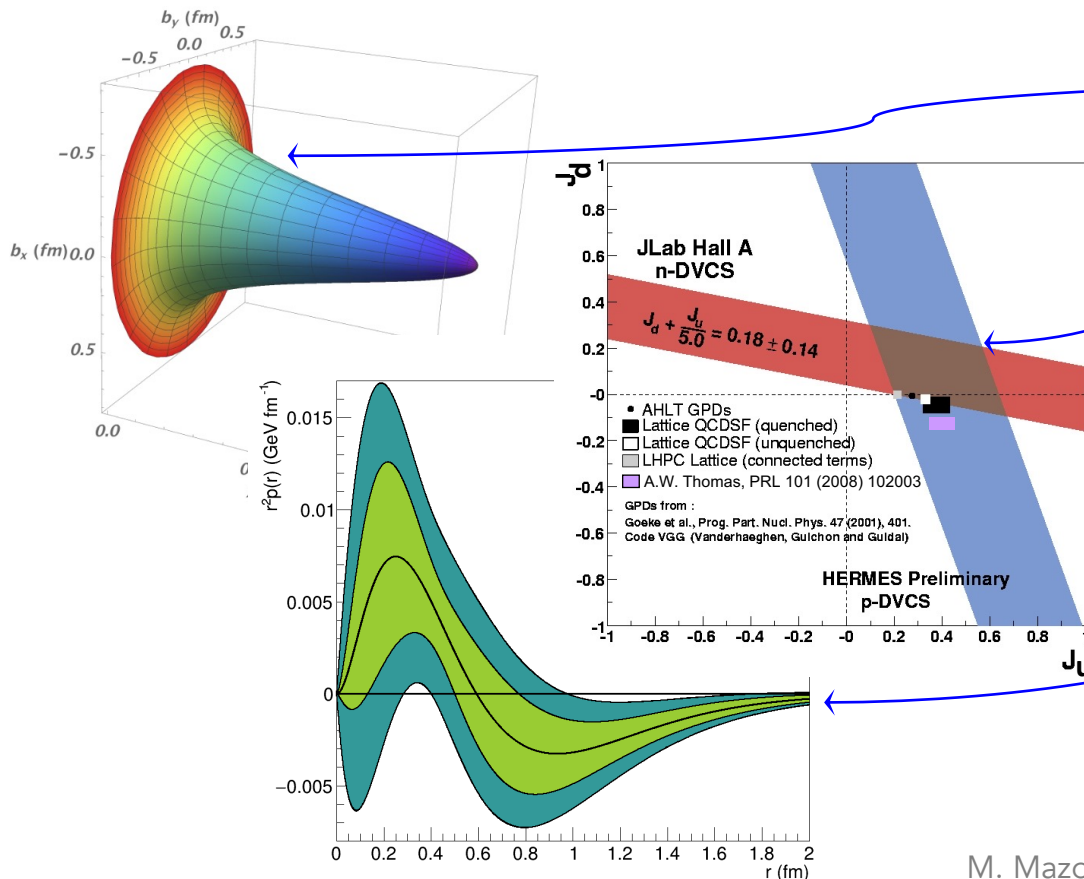 b_y (fm)
-0.5
0.0
0.5
-0.5
b_x (fm)
0.0
0.5
0.0
J_d
1
0.8
0.6
0.4
0.2
-0
-0.2
-0.4
-0.6
-0.8
-1
JLab Hall A
n-DVCS
J_d + J_u/5.0 = 0.18 ± 0.14
AHLT GPDs
Lattice QCDSF (quenched)
Lattice QCDSF (unquenched)
LHPC Lattice (connected terms)
A.W. Thomas, PRL 101 (2008) 102003
GPDs from :
Goeke et al., Prog. Part. Nucl. Phys. 47 (2001), 401.
Code VGG (Vanderhaeghen, Guichon and Guidal)
HERMES Preliminary
p-DVCS
-1 -0.8 -0.6 -0.4 -0.2 -0 0.2 0.4 0.6 0.8 1
J_u
r²p(r) (GeV fm⁻¹)
0.015
0.01
0.005
0
−0.005
0 0.2 0.4 0.6 0.8 1 1.2 1.4 1.6 1.8 2
r (fm)
M. Mazo